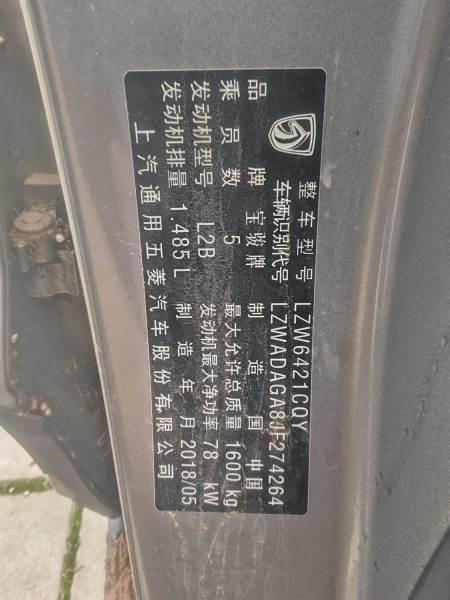 整车型号 LZW6421CQY
车辆识别代号 LZWADAGA8JF274264
品牌 宝骏牌 制造国 中国
乘员数 5 最大允许总质量 1600 kg
发动机型号 L2B 发动机最大净功率 78 kW
发动机排量 1.485 L 制造年月 2018/05
上汽通用五菱汽车股份有限公司